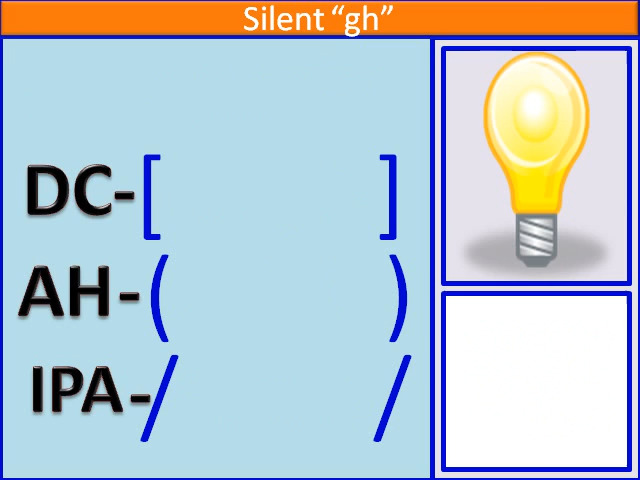 Silent “gh”
DC-[ ]
AH-( )
IPA-/ /